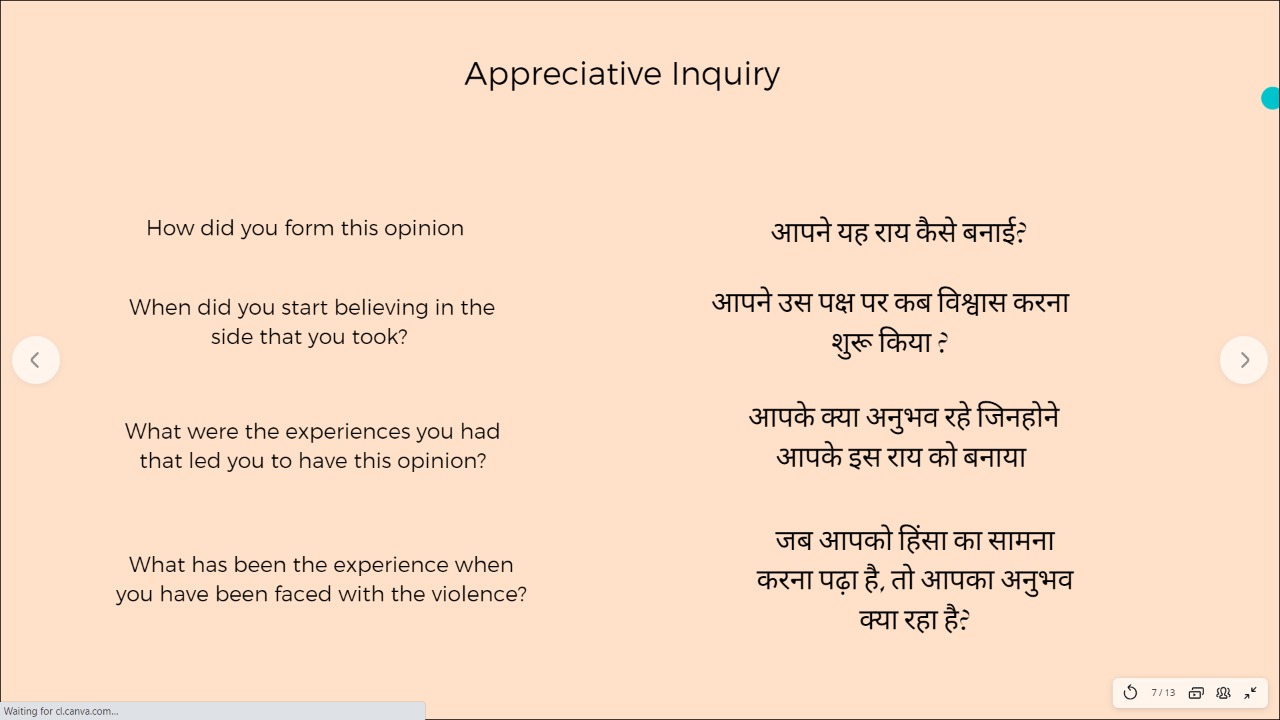 Appreciative Inquiry
How did you form this opinion
When did you start believing in the
side that you took?
What were the experiences you had
that led you to have this opinion?
What has been the experience when
you have been faced with the violence?
आपने यह राय कैसे बनाई?
आपने उस पक्ष पर कब विश्वास करना
शुरू किया ?
आपके क्या अनुभव रहे जिनहोने
आपके इस राय को बनाया
जब आपको हिंसा का सामना
करना पढ़ा है, तो आपका अनुभव
क्या रहा है?
7 / 13
Waiting for cl.canva.com...